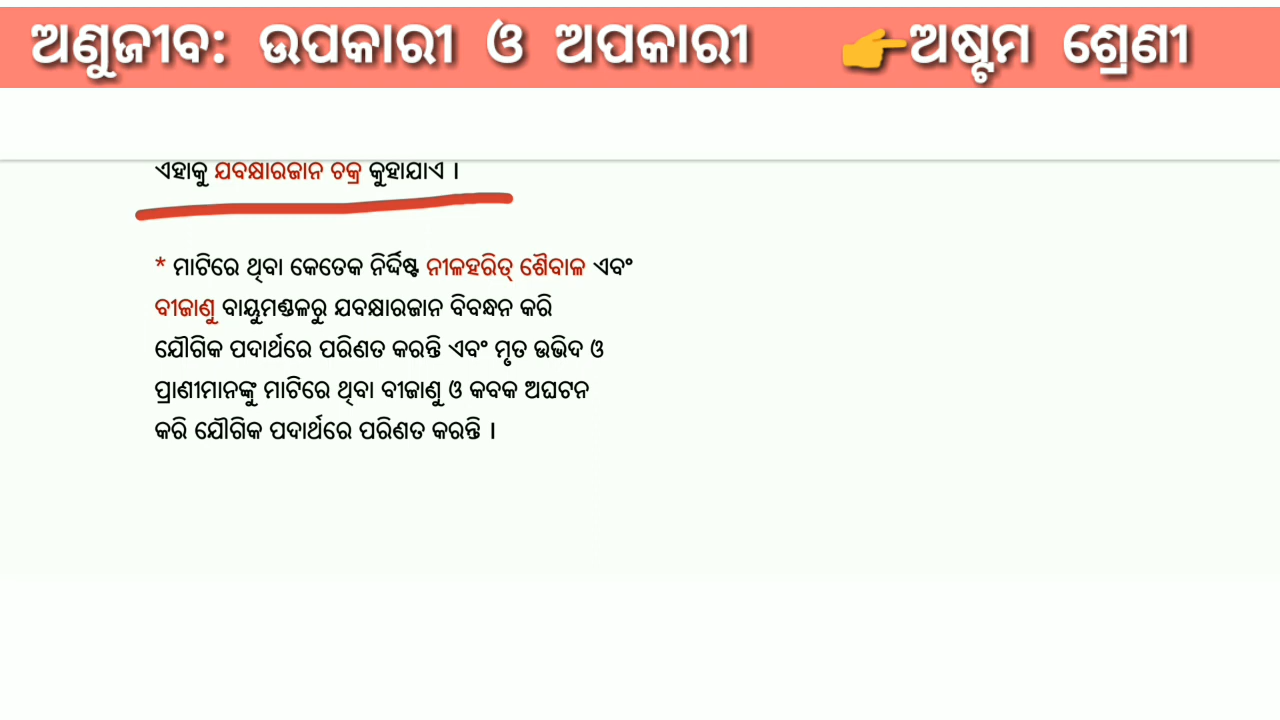 ଅଣୁଜୀବ: ଉପକାରୀ ଓ ଅପକାରୀ 👉ଅଷ୍ଟମ ଶ୍ରେଣୀ
ଏହାକୁ ଯବକ୍ଷାରଜାନ ଚକ୍ର କୁହାଯାଏ ।
* ମାଟିରେ ଥିବା କେତେକ ନିର୍ଦ୍ଦିଷ୍ଟ ନୀଳହରିତ୍ ଶୈବାଳ ଏବଂ
ବୀଜାଣୁ ବାୟୁମଣ୍ଡଳରୁ ଯବକ୍ଷାରଜାନ ବିବନ୍ଧନ କରି
ଯୌଗିକ ପଦାର୍ଥରେ ପରିଣତ କରନ୍ତି ଏବଂ ମୃତ ଉଭିଦ ଓ
ପ୍ରାଣୀମାନଙ୍କୁ ମାଟିରେ ଥିବା ବୀଜାଣୁ ଓ କବକ ଅଘଟନ
କରି ଯୌଗିକ ପଦାର୍ଥରେ ପରିଣତ କରନ୍ତି ।